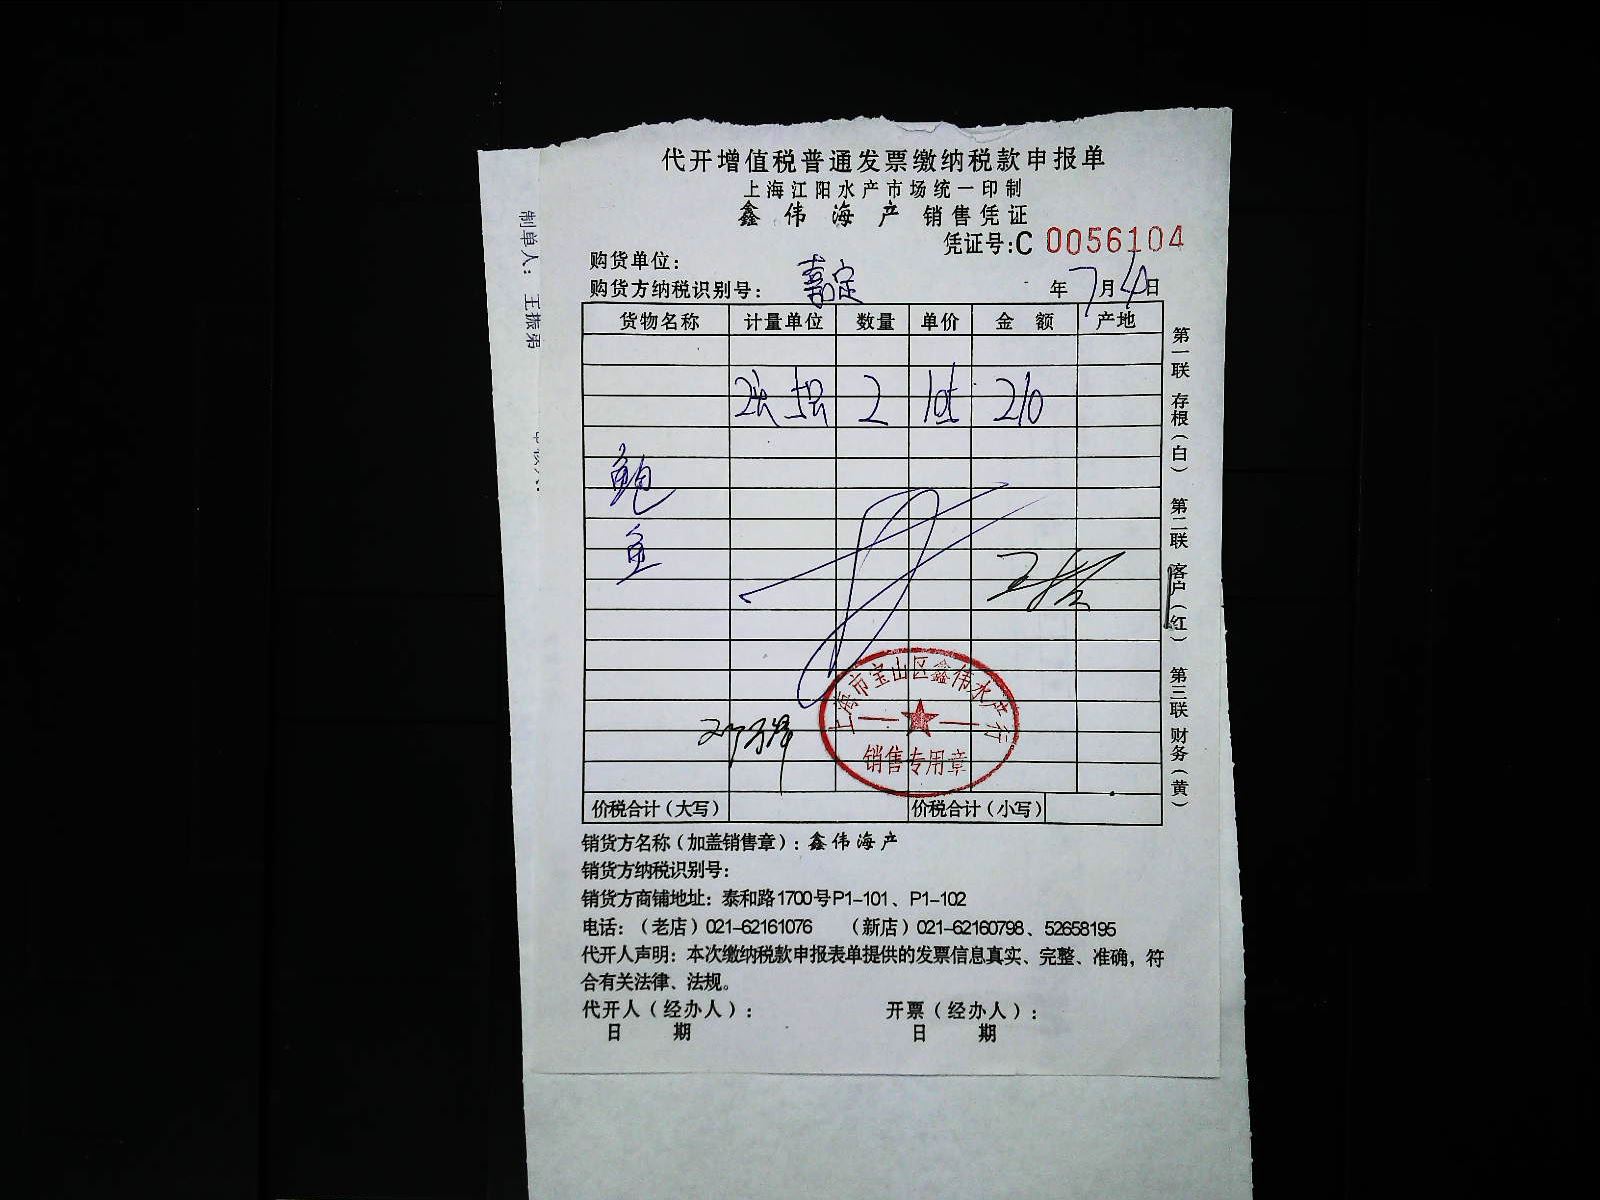 代开增值税普通发票缴纳税款申报单
上海江阳水产市场统一印制
鑫伟海产 销售凭证
凭证号:C 0056104
购货单位:
嘉定
购货方纳税识别号: 年7月4日
货物名称 计量单位 数量 单价 金额 产地
2 210
鲍
鱼
上海市宝山区鑫伟水产行
销售专用章
价税合计(大写) 价税合计(小写)
第一联 存根(白) 第二联 客户(红) 第三联 财务(黄)
销货方名称(加盖销售章): 鑫伟海产
销货方纳税识别号:
销货方商铺地址: 泰和路1700号P1-101、P1-102
电话: (老店)021-62161076 (新店)021-62160798、52658195
代开人声明: 本次缴纳税款申报表单提供的发票信息真实、完整、准确, 符
合有关法律、法规。
代开人(经办人): 开票(经办人):
日 期 日 期
制单人: 王振弟